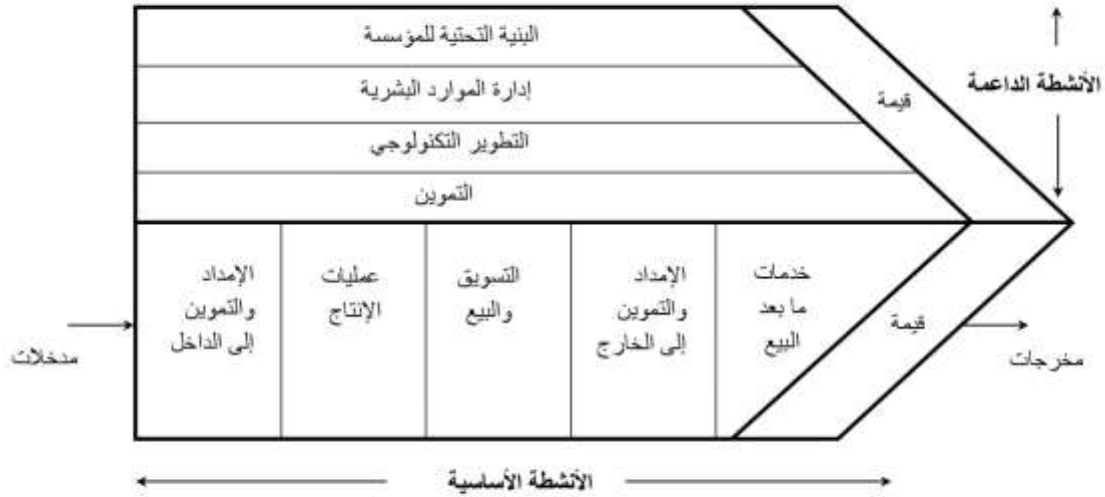 البنية التحتية للمؤسسة
إدارة الموارد البشرية
التطوير التكنولوجي
التموين
قيمة
الأنشطة الداعمة
مدخلات
الإمداد
والتموين
إلى الداخل
عمليات
الإنتاج
التسويق
والبيع
الإمداد
والتموين
إلى الخارج
خدمات
ما بعد
البيع
قيمة
مخرجات
الأنشطة الأساسية